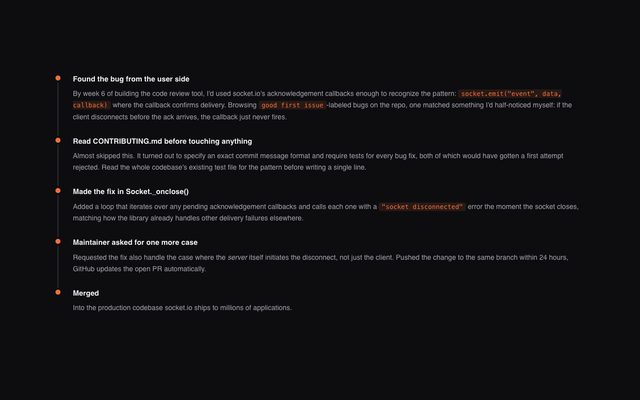 Found the bug from the user side
By week 6 of building the code review tool, I'd used socket.io's acknowledgement callbacks enough to recognize the pattern: socket.emit("event", data,
callback) where the callback confirms delivery. Browsing good first issue-labeled bugs on the repo, one matched something I'd half-noticed myself: if the
client disconnects before the ack arrives, the callback just never fires.
Read CONTRIBUTING.md before touching anything
Almost skipped this. It turned out to specify an exact commit message format and require tests for every bug fix, both of which would have gotten a first attempt
rejected. Read the whole codebase's existing test file for the pattern before writing a single line.
Made the fix in Socket._onclose()
Added a loop that iterates over any pending acknowledgement callbacks and calls each one with a "socket disconnected" error the moment the socket closes,
matching how the library already handles other delivery failures elsewhere.
Maintainer asked for one more case
Requested the fix also handle the case where the server itself initiates the disconnect, not just the client. Pushed the change to the same branch within 24 hours,
GitHub updates the open PR automatically.
Merged
Into the production codebase socket.io ships to millions of applications.